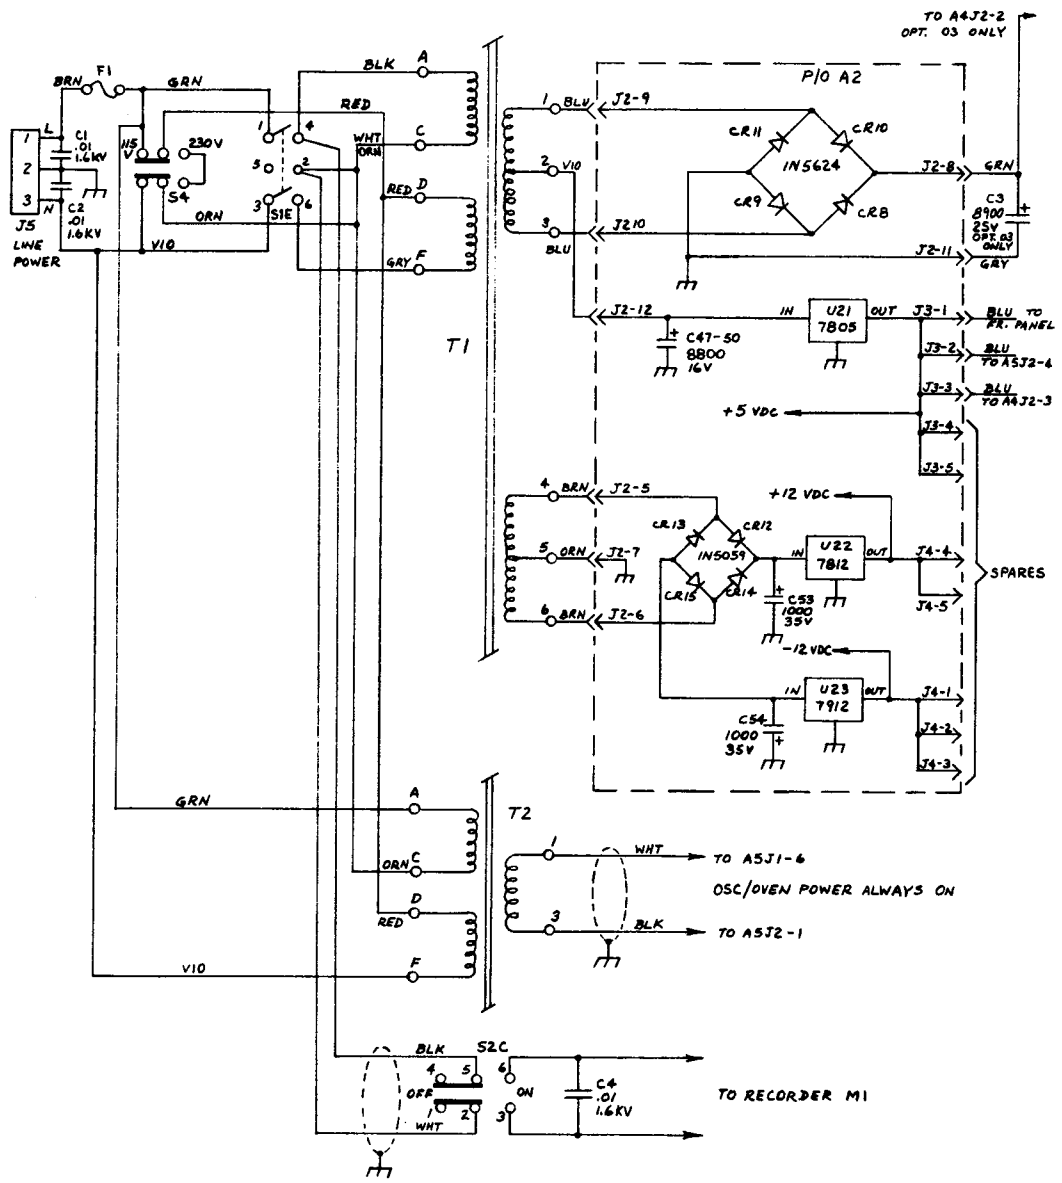 TO A4J2-2
OPT. 03 ONLY
P/O A2
F1
BRN
GRN
RED
BLK
A
WHT
ORN
C
1
L
2
3
N
J5
LINE
POWER
C1
.01
1.6KV
C2
.01
1.6KV
115
V
230V
S4
ORN
VIO
1
4
5
2
3
6
S1E
RED
D
GRY
F
T1
1
BLU
J2-9
2
VIO
3
BLU
J210
CR11
CR10
1N5624
CR9
CR8
J2-8
GRN
C3
8900
25V
OPT. 03
ONLY
+
J2-11
GRY
J2-12
+
C47-50
8800
16V
IN
U21
7805
OUT
J3-1
BLU TO
FR. PANEL
J3-2
BLU
TO A5J2-4
J3-3
BLU
TO A4J2-3
+5 VDC
J3-4
J3-5
4
BRN
J2-5
5
ORN
J2-7
6
BRN
J2-6
CR13
CR12
1N5059
CR15
CR14
+12 VDC
IN
U22
7812
OUT
J4-4
J4-5
+
C53
1000
35V
SPARES
-12 VDC
IN
U23
7912
OUT
J4-1
J4-2
J4-3
C54
1000
35V
+
GRN
A
T2
ORN
C
D
RED
VIO
F
1
WHT
TO A5J1-6
OSC/OVEN POWER ALWAYS ON
3
BLK
TO A5J2-1
BLK
S2C
4
5
6
OFF
ON
WHT
2
3
C4
.01
1.6KV
TO RECORDER M1